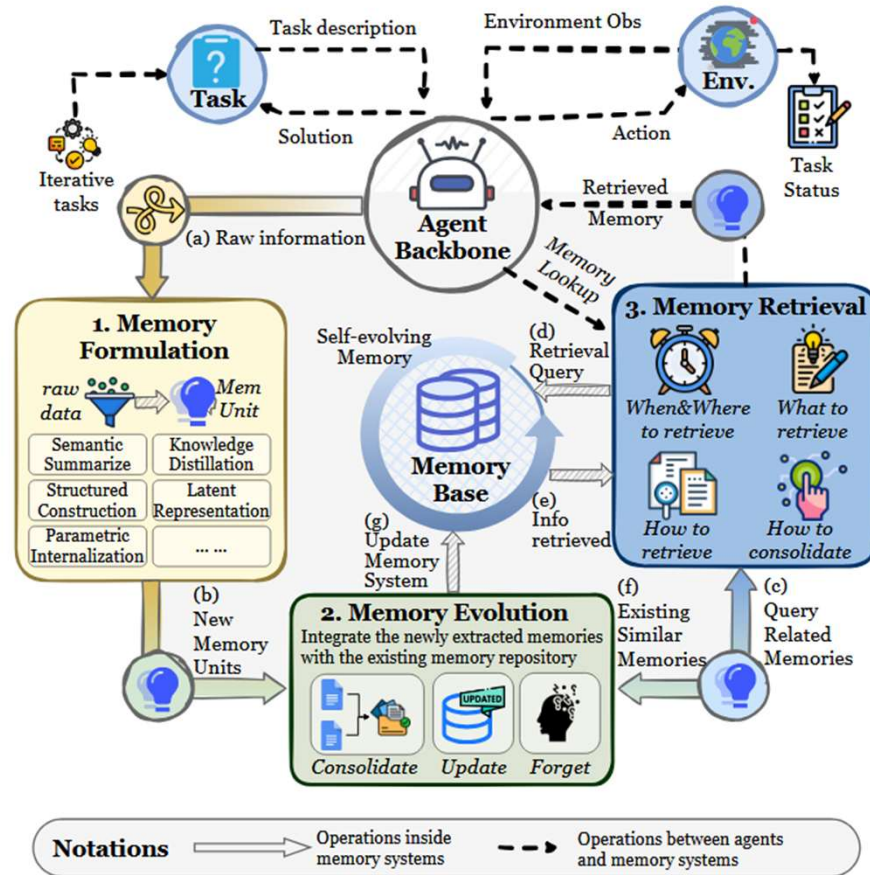 Task description
Environment Obs
?
Task
Env.
Solution
Action
Iterative
tasks
Task
Status
Retrieved
Memory
Agent
Backbone
(a) Raw information
Memory
Lookup
1. Memory
Formulation
raw
data
Mem
Unit
Semantic
Summarize
Knowledge
Distillation
Structured
Construction
Latent
Representation
Parametric
Internalization
... ...
Self-evolving
Memory
Memory
Base
(d)
Retrieval
Query
(e)
Info
retrieved
3. Memory Retrieval
When&Where
to retrieve
What to
retrieve
How to
retrieve
How to
consolidate
(g)
Update
Memory
System
(b)
New
Memory
Units
(f)
Existing
Similar
Memories
(c)
Query
Related
Memories
2. Memory Evolution
Integrate the newly extracted memories
with the existing memory repository
UPDATED
Consolidate
Update
Forget
Notations
Operations inside
memory systems
Operations between agents
and memory systems